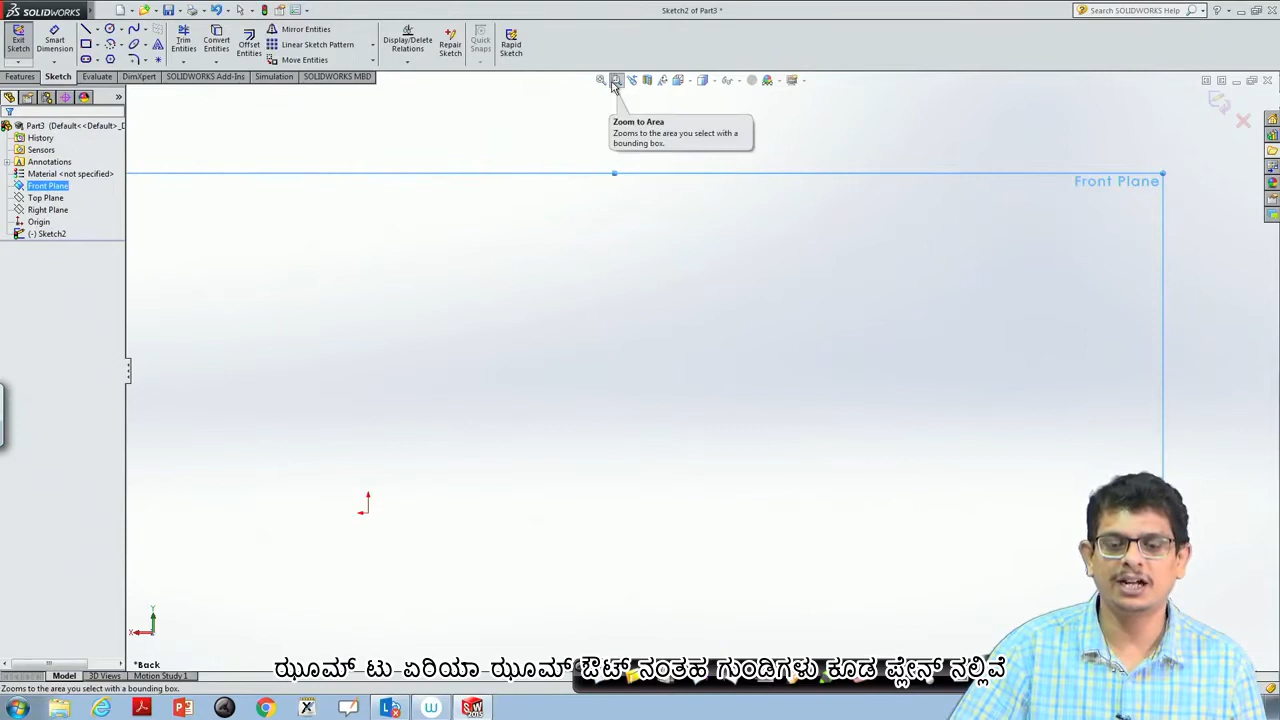 SOLIDWORKS
Sketch2 of Part3 *
Search SOLIDWORKS Help
Exit Sketch
Smart Dimension
Trim Entities
Convert Entities
Offset Entities
Mirror Entities
Linear Sketch Pattern
Move Entities
Display/Delete Relations
Repair Sketch
Quick Snaps
Rapid Sketch
Features Sketch Evaluate DimXpert SOLIDWORKS Add-Ins Simulation SOLIDWORKS MBD
Part3 (Default<<Default>_D
History
Sensors
Annotations
Material <not specified>
Front Plane
Top Plane
Right Plane
Origin
(-) Sketch2
Zoom to Area
Zooms to the area you select with a
bounding box.
Front Plane
Y
X
*Back
ಝೂಮ್ ಟು ಏರಿಯಾ ಝೂಮ್ ಔಟ್ ನಂತಹ ಗುಂಡಿಗಳು ಕೂಡ ಪ್ಲೇನ್ ನಲ್ಲಿವೆ
Model 3D Views Motion Study 1
Zooms to the area you select with a bounding box.